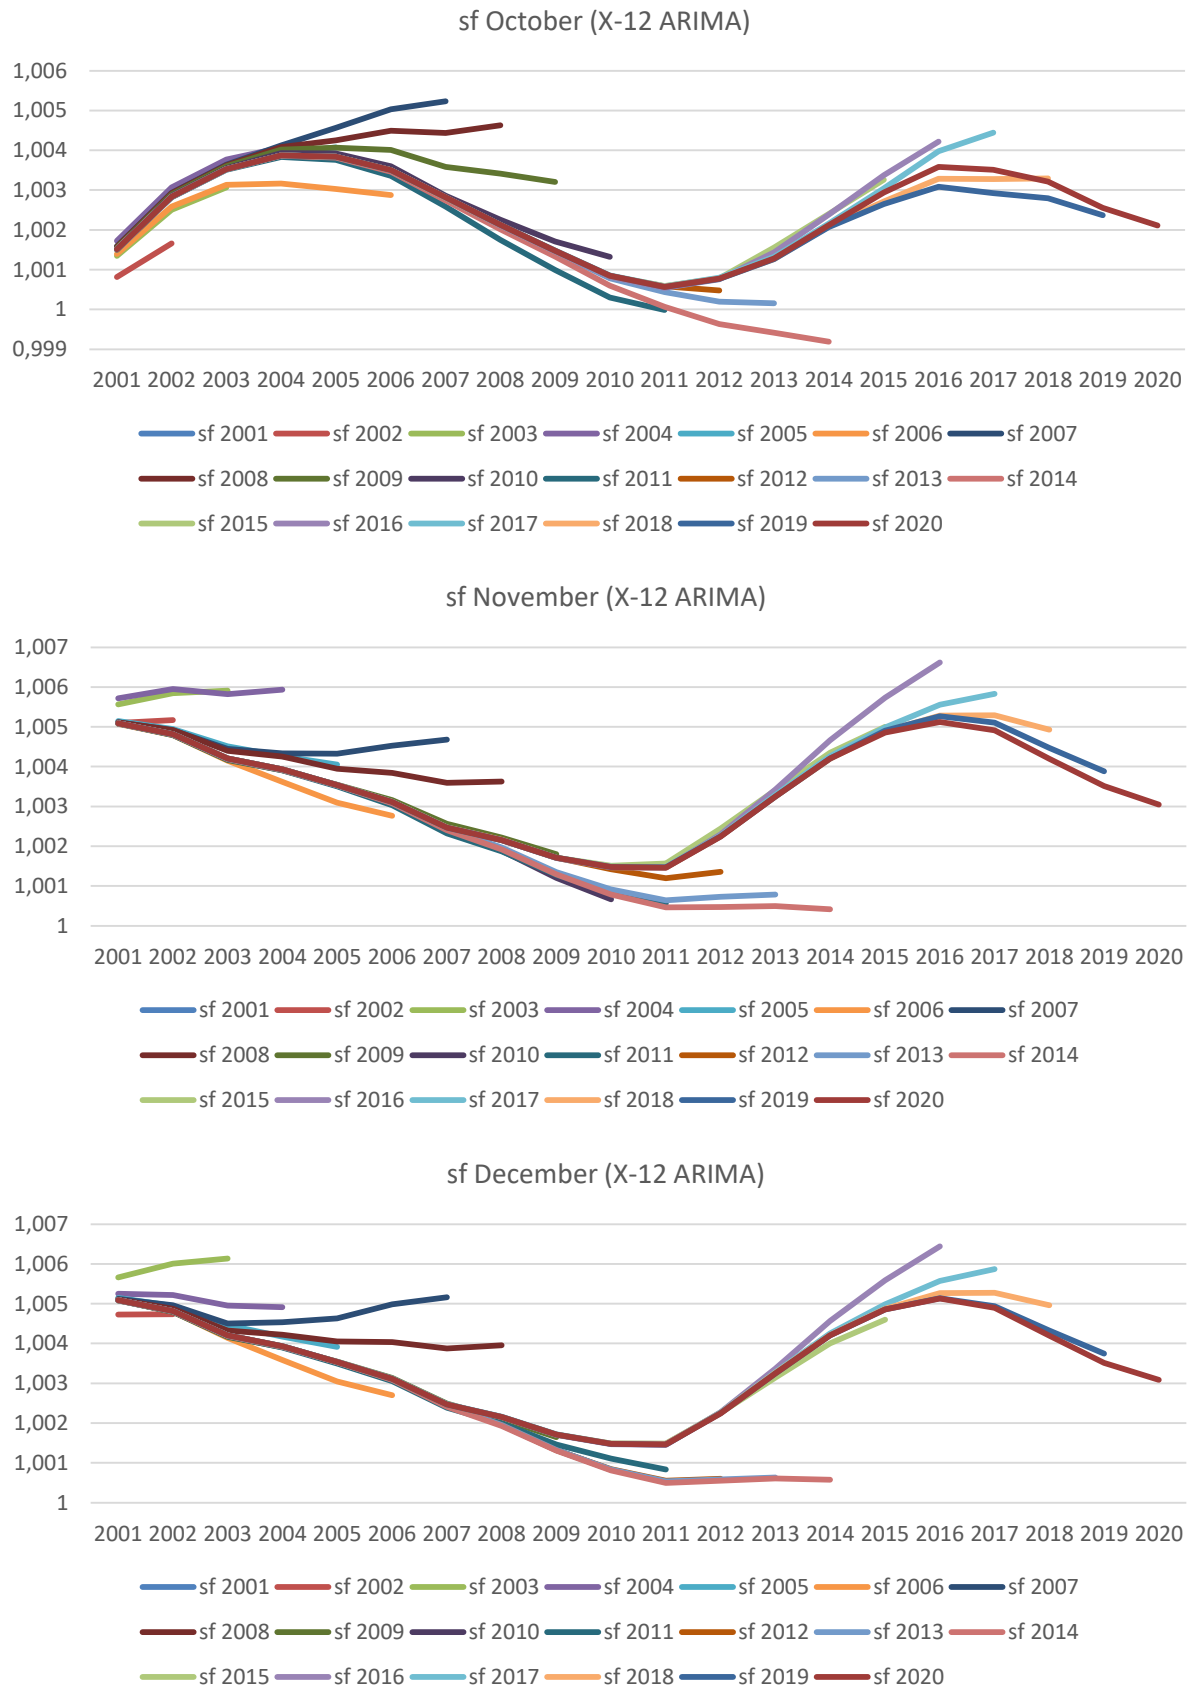 sf October (X-12 ARIMA)
1,006
1,005
1,004
1,003
1,002
1,001
1
0,999
2001 2002 2003 2004 2005 2006 2007 2008 2009 2010 2011 2012 2013 2014 2015 2016 2017 2018 2019 2020
sf 2001 sf 2002 sf 2003 sf 2004 sf 2005 sf 2006 sf 2007
sf 2008 sf 2009 sf 2010 sf 2011 sf 2012 sf 2013 sf 2014
sf 2015 sf 2016 sf 2017 sf 2018 sf 2019 sf 2020
sf November (X-12 ARIMA)
1,007
1,006
1,005
1,004
1,003
1,002
1,001
1
2001 2002 2003 2004 2005 2006 2007 2008 2009 2010 2011 2012 2013 2014 2015 2016 2017 2018 2019 2020
sf 2001 sf 2002 sf 2003 sf 2004 sf 2005 sf 2006 sf 2007
sf 2008 sf 2009 sf 2010 sf 2011 sf 2012 sf 2013 sf 2014
sf 2015 sf 2016 sf 2017 sf 2018 sf 2019 sf 2020
sf December (X-12 ARIMA)
1,007
1,006
1,005
1,004
1,003
1,002
1,001
1
2001 2002 2003 2004 2005 2006 2007 2008 2009 2010 2011 2012 2013 2014 2015 2016 2017 2018 2019 2020
sf 2001 sf 2002 sf 2003 sf 2004 sf 2005 sf 2006 sf 2007
sf 2008 sf 2009 sf 2010 sf 2011 sf 2012 sf 2013 sf 2014
sf 2015 sf 2016 sf 2017 sf 2018 sf 2019 sf 2020